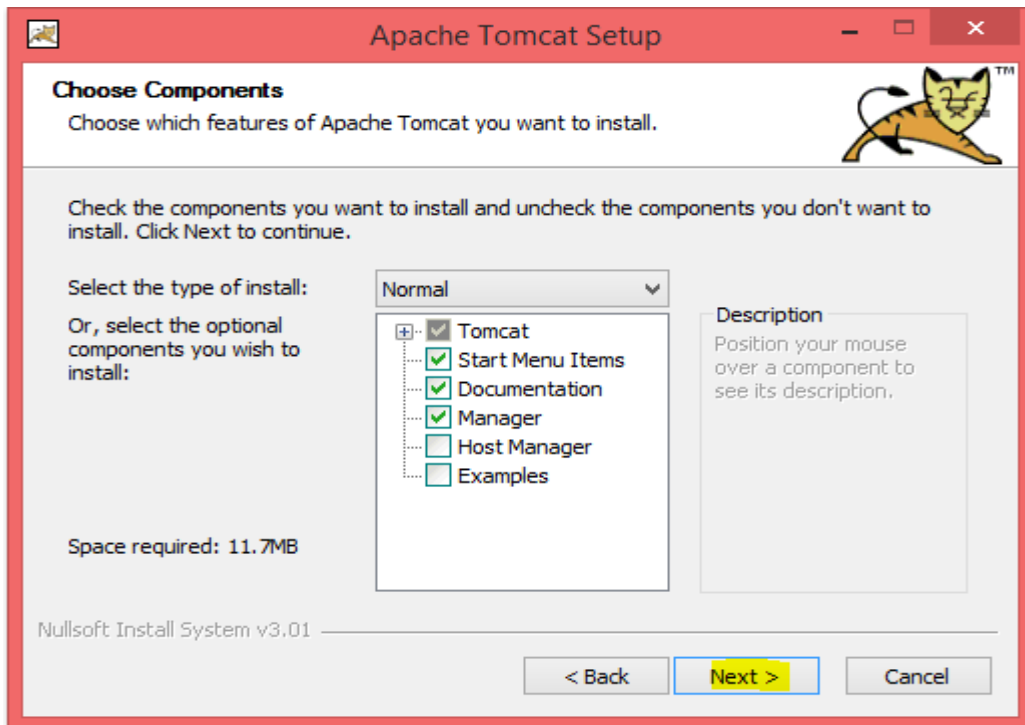 Apache Tomcat Setup
TM
Choose Components
Choose which features of Apache Tomcat you want to install.
Check the components you want to install and uncheck the components you don't want to
install. Click Next to continue.
Select the type of install:
Normal
Or, select the optional
components you wish to
install:
Tomcat
Start Menu Items
Documentation
Manager
Host Manager
Examples
Description
Position your mouse
over a component to
see its description.
Space required: 11.7MB
Nullsoft Install System v3.01
< Back
Next >
Cancel